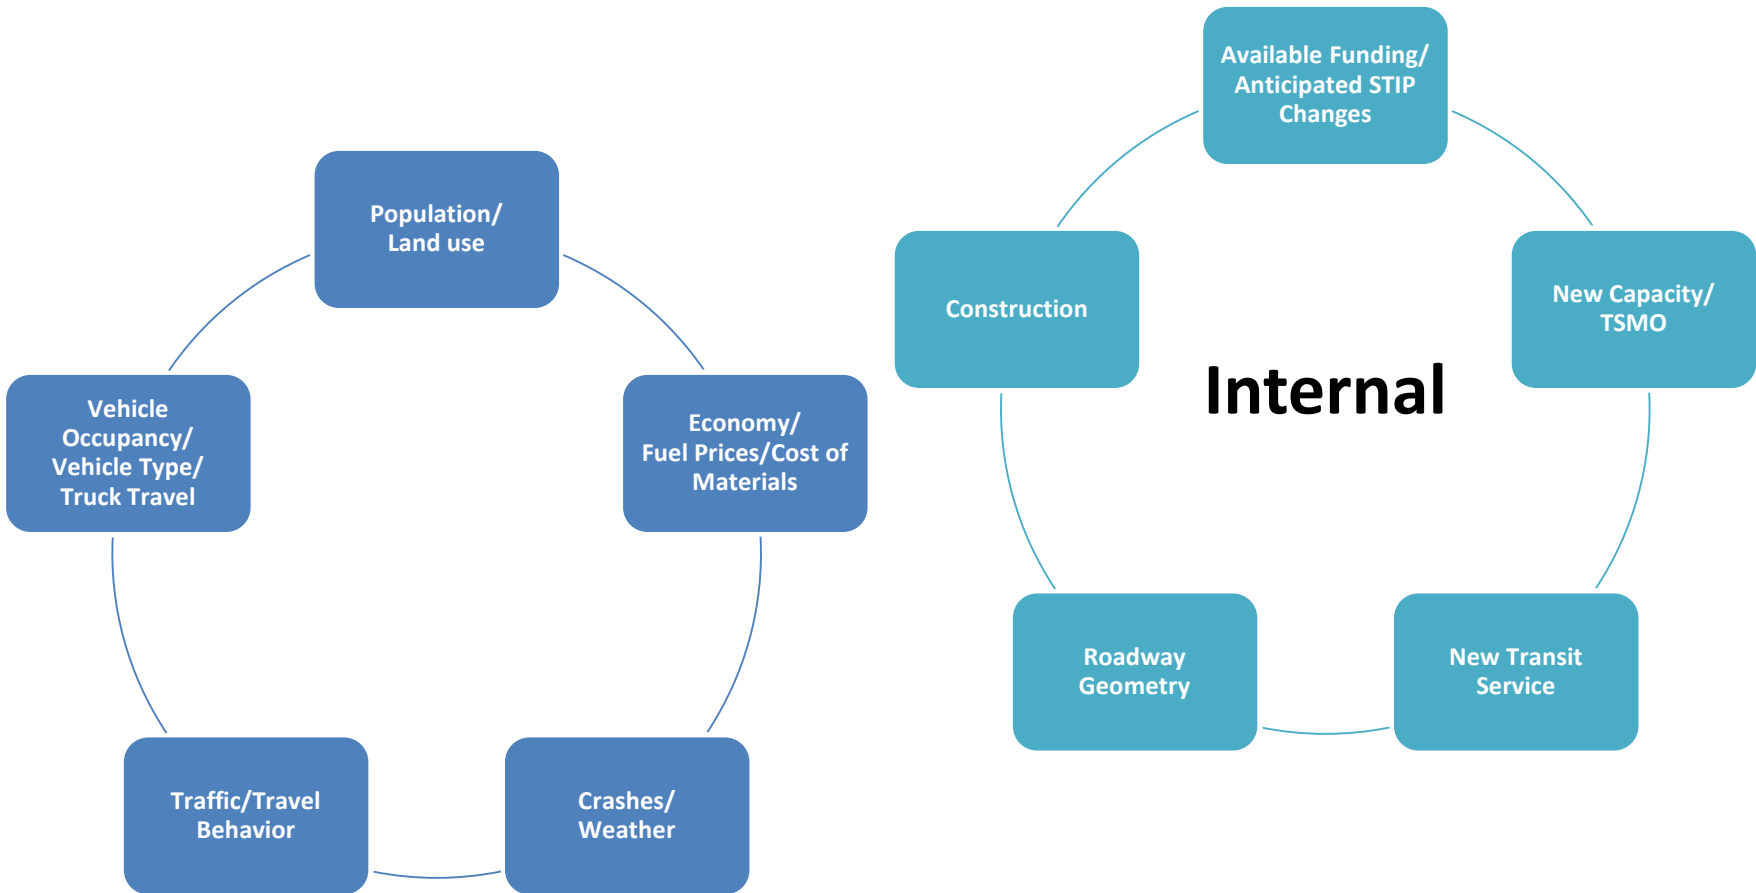 Population/
Land use
Economy/
Fuel Prices/Cost of
Materials
Crashes/
Weather
Traffic/Travel
Behavior
Vehicle
Occupancy/
Vehicle Type/
Truck Travel
Internal
Available Funding/
Anticipated STIP
Changes
New Capacity/
TSMO
New Transit
Service
Roadway
Geometry
Construction